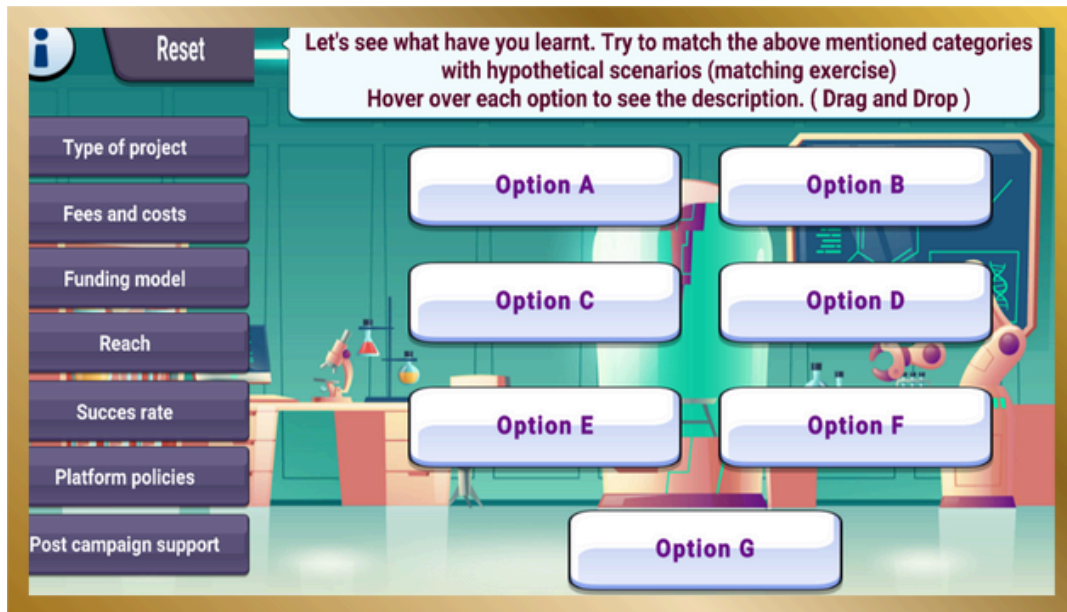 i
Reset
Let's see what have you learnt. Try to match the above mentioned categories
with hypothetical scenarios (matching exercise)
Hover over each option to see the description. ( Drag and Drop )
Type of project
Fees and costs
Funding model
Reach
Succes rate
Platform policies
Post campaign support
Option A
Option B
Option C
Option D
Option E
Option F
Option G